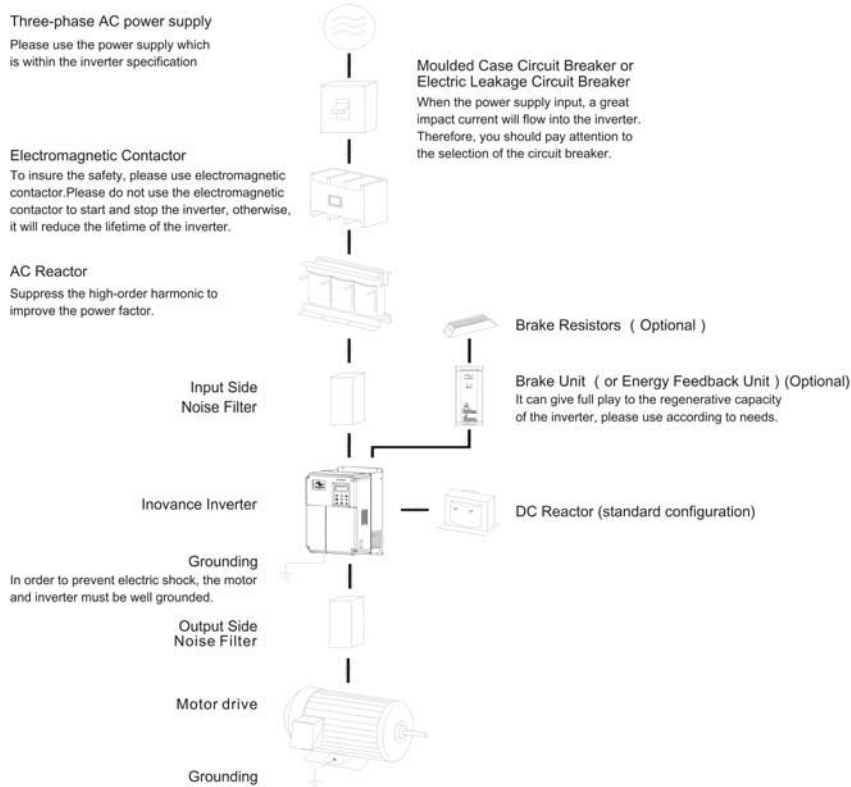 Three-phase AC power supply
Please use the power supply which
is within the inverter specification
Moulded Case Circuit Breaker or
Electric Leakage Circuit Breaker
When the power supply input, a great
impact current will flow into the inverter.
Therefore, you should pay attention to
the selection of the circuit breaker.
Electromagnetic Contactor
To insure the safety, please use electromagnetic
contactor.Please do not use the electromagnetic
contactor to start and stop the inverter, otherwise,
it will reduce the lifetime of the inverter.
AC Reactor
Suppress the high-order harmonic to
improve the power factor.
Brake Resistors ( Optional )
Input Side
Noise Filter
Brake Unit ( or Energy Feedback Unit ) (Optional)
It can give full play to the regenerative capacity
of the inverter, please use according to needs.
Inovance Inverter
DC Reactor (standard configuration)
Grounding
In order to prevent electric shock, the motor
and inverter must be well grounded.
Output Side
Noise Filter
Motor drive
Grounding